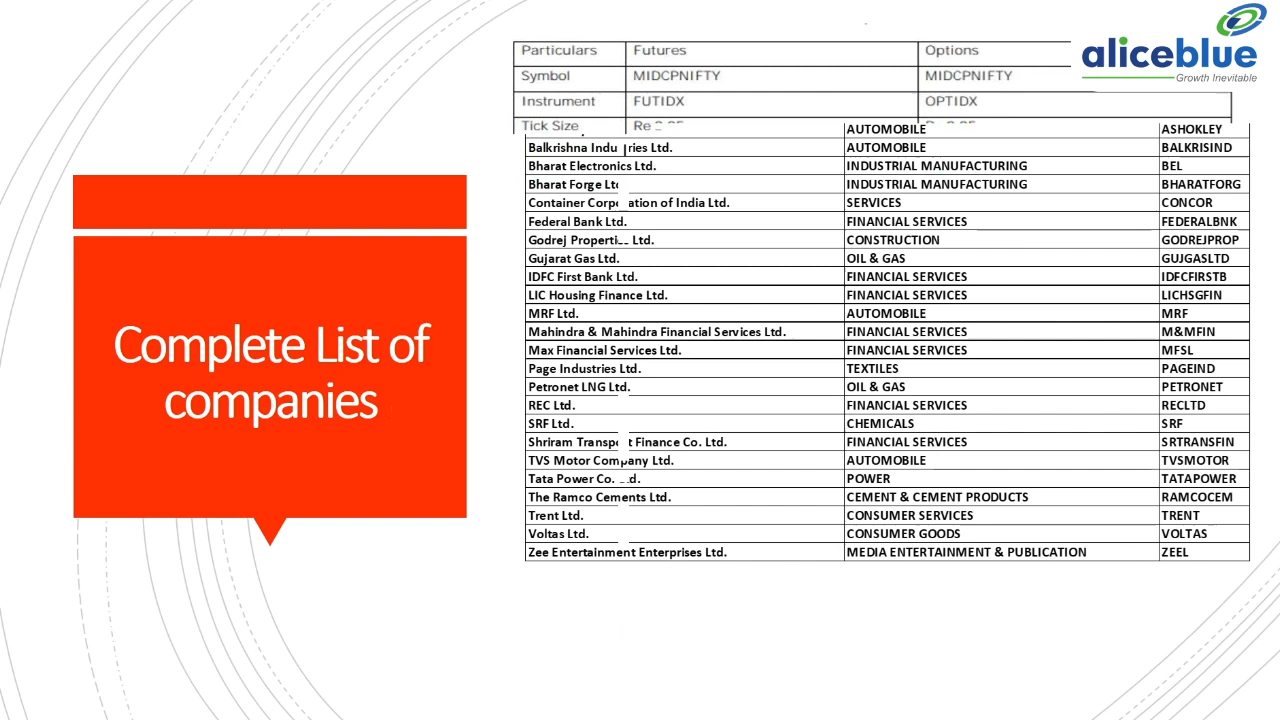 aliceblue
Growth Inevitable
Particulars Futures Options
Symbol MIDCPNIFTY MIDCPNIFTY
Instrument FUTIDX OPTIDX
Tick Size Re
AUTOMOBILE ASHOKLEY
Balkrishna Industries Ltd. AUTOMOBILE BALKRISIND
Bharat Electronics Ltd. INDUSTRIAL MANUFACTURING BEL
Bharat Forge Ltd INDUSTRIAL MANUFACTURING BHARATFORG
Container Corporation of India Ltd. SERVICES CONCOR
Federal Bank Ltd. FINANCIAL SERVICES FEDERALBNK
Godrej Properties Ltd. CONSTRUCTION GODREJPROP
Gujarat Gas Ltd. OIL & GAS GUJGASLTD
IDFC First Bank Ltd. FINANCIAL SERVICES IDFCFIRSTB
LIC Housing Finance Ltd. FINANCIAL SERVICES LICHSGFIN
MRF Ltd. AUTOMOBILE MRF
Mahindra & Mahindra Financial Services Ltd. FINANCIAL SERVICES M&MFIN
Max Financial Services Ltd. FINANCIAL SERVICES MFSL
Page Industries Ltd. TEXTILES PAGEIND
Petronet LNG Ltd. OIL & GAS PETRONET
REC Ltd. FINANCIAL SERVICES RECLTD
SRF Ltd. CHEMICALS SRF
Shriram Transport Finance Co. Ltd. FINANCIAL SERVICES SRTRANSFIN
TVS Motor Company Ltd. AUTOMOBILE TVSMOTOR
Tata Power Co. Ltd. POWER TATAPOWER
The Ramco Cements Ltd. CEMENT & CEMENT PRODUCTS RAMCOCEM
Trent Ltd. CONSUMER SERVICES TRENT
Voltas Ltd. CONSUMER GOODS VOLTAS
Zee Entertainment Enterprises Ltd. MEDIA ENTERTAINMENT & PUBLICATION ZEEL
Complete List of
companies